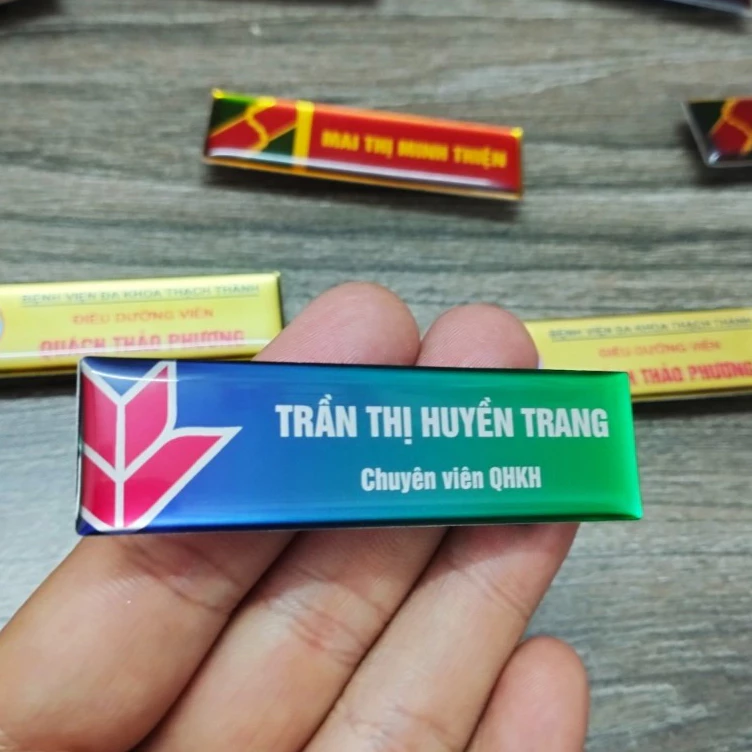 MAI THỊ MINH THIỆN
BỆNH VIỆN ĐA KHOA THẠCH THÀNH
ĐIỀU DƯỠNG VIÊN
QUÁCH THẢO PHƯƠNG
BỆNH VIỆN ĐA KHOA THẠCH THÀNH
ĐIỀU DƯỠNG VIÊN
THẢO PHƯƠNG
TRẦN THỊ HUYỀN TRANG
Chuyên viên QHKH